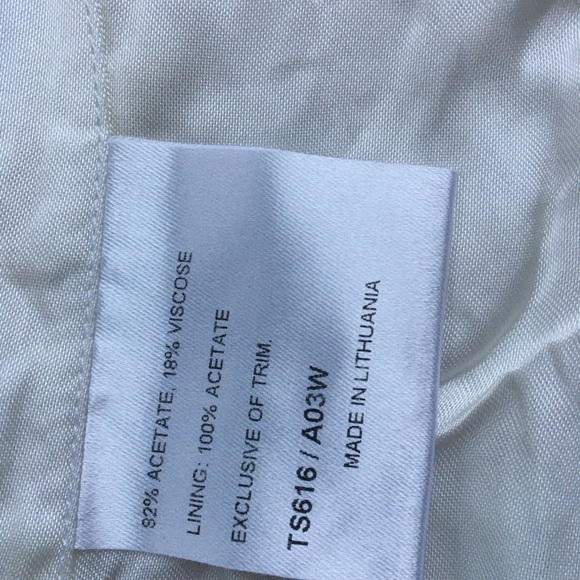 82% ACETATE, 18% VISCOSE
LINING: 100% ACETATE
EXCLUSIVE OF TRIM.
TS616 / A03W
MADE IN LITHUANIA